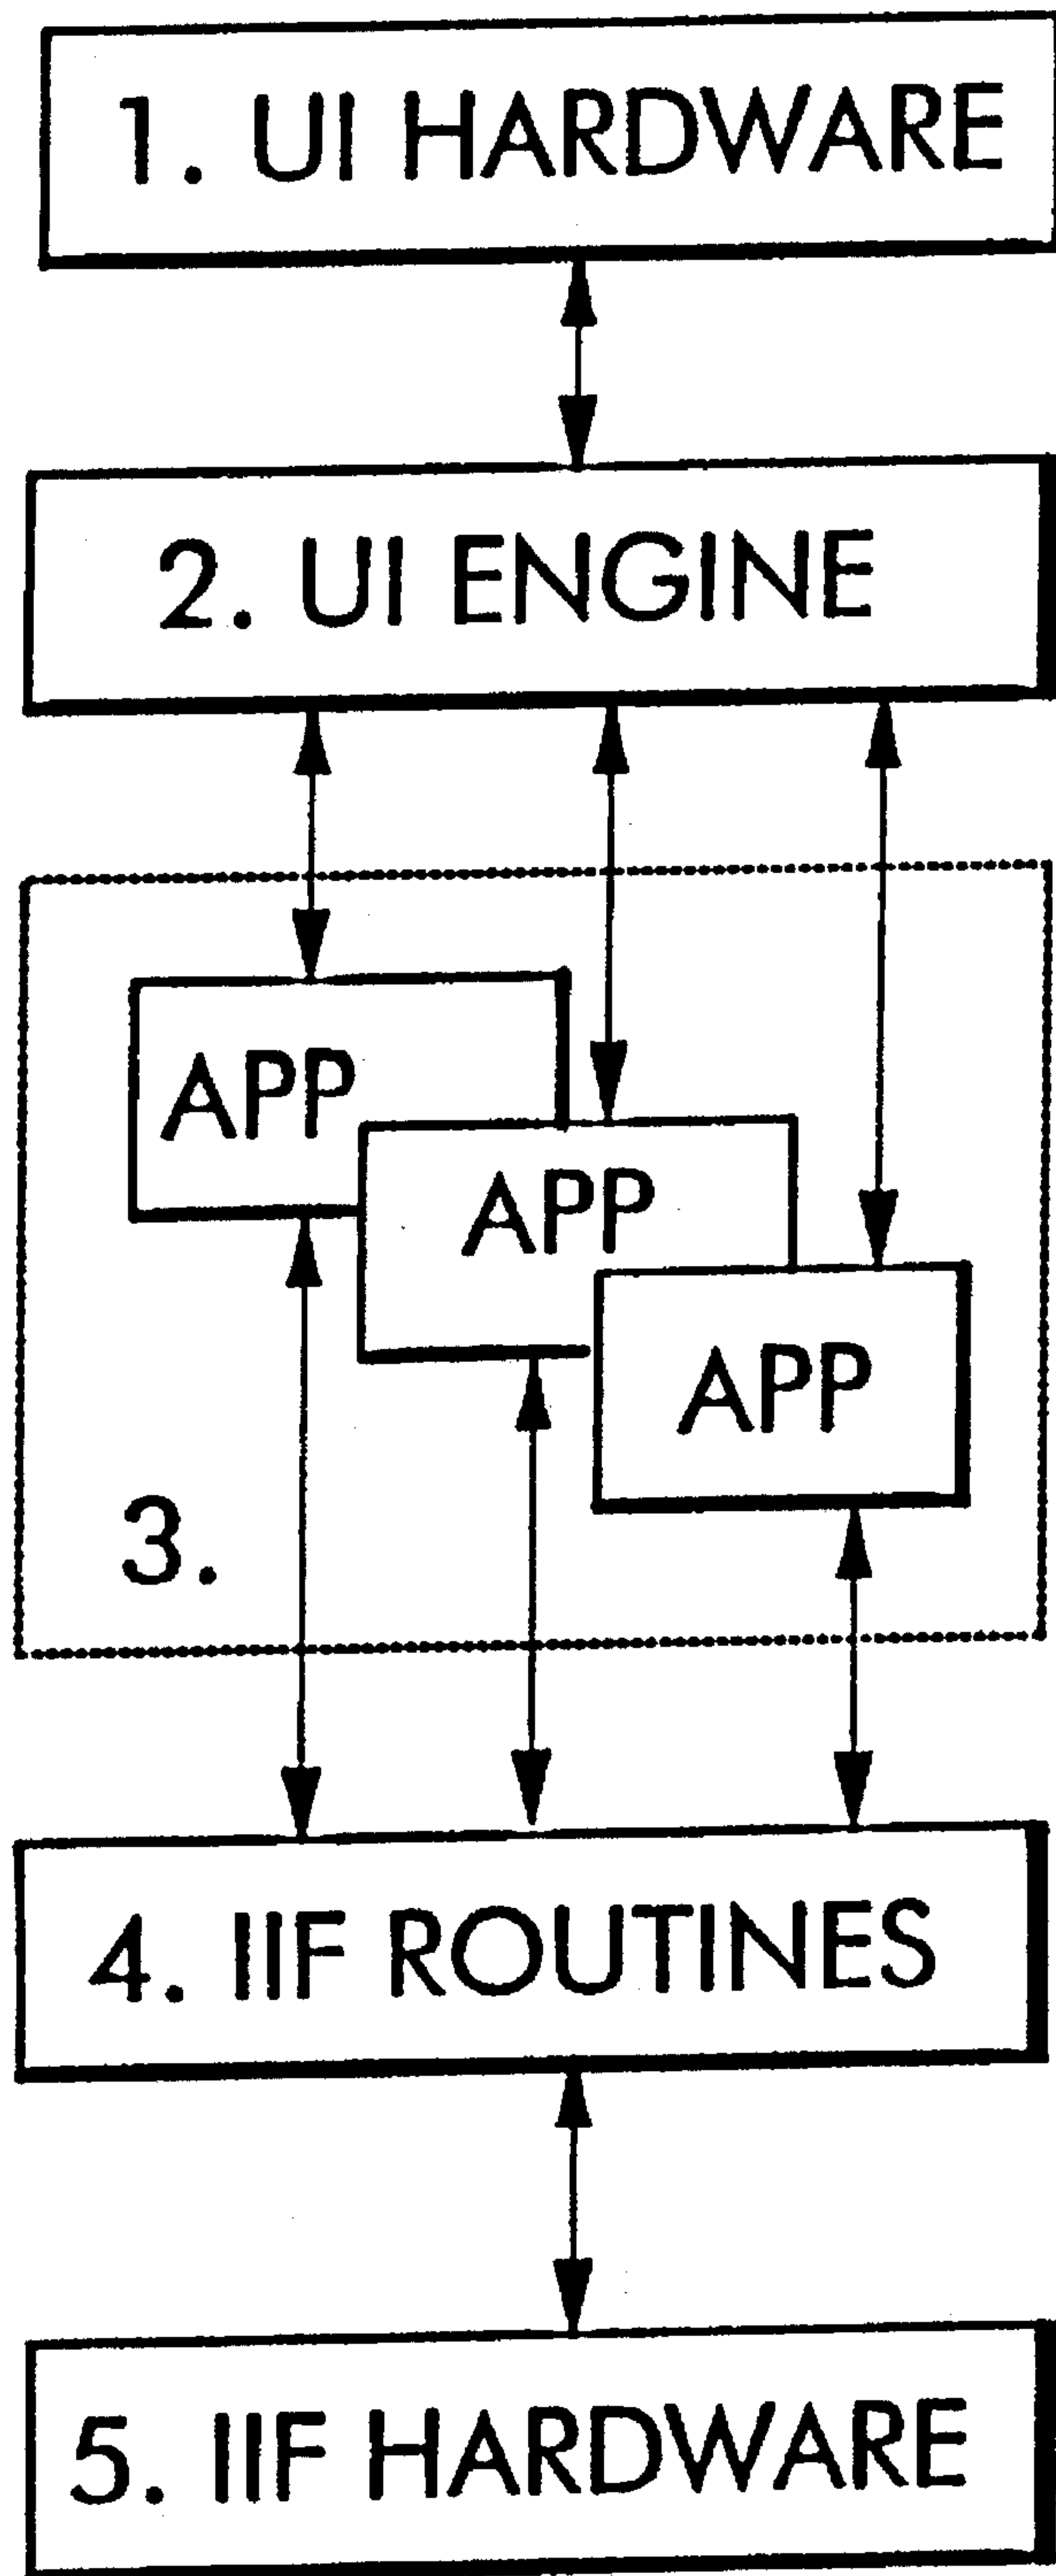 1. UI HARDWARE
2. UI ENGINE
APP
APP
APP
3.
4. IIF ROUTINES
5. IIF HARDWARE